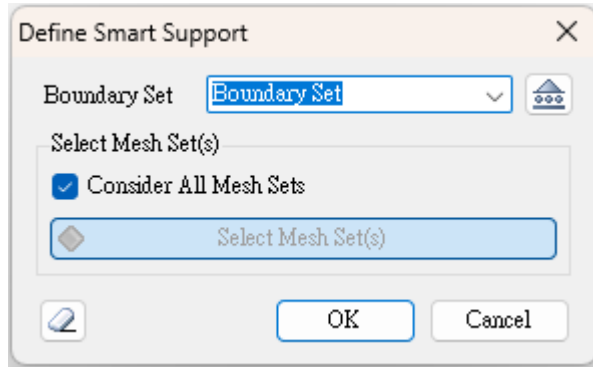 Define Smart Support
Boundary Set Boundary Set
Select Mesh Set(s)
Consider All Mesh Sets
Select Mesh Set(s)
OK Cancel